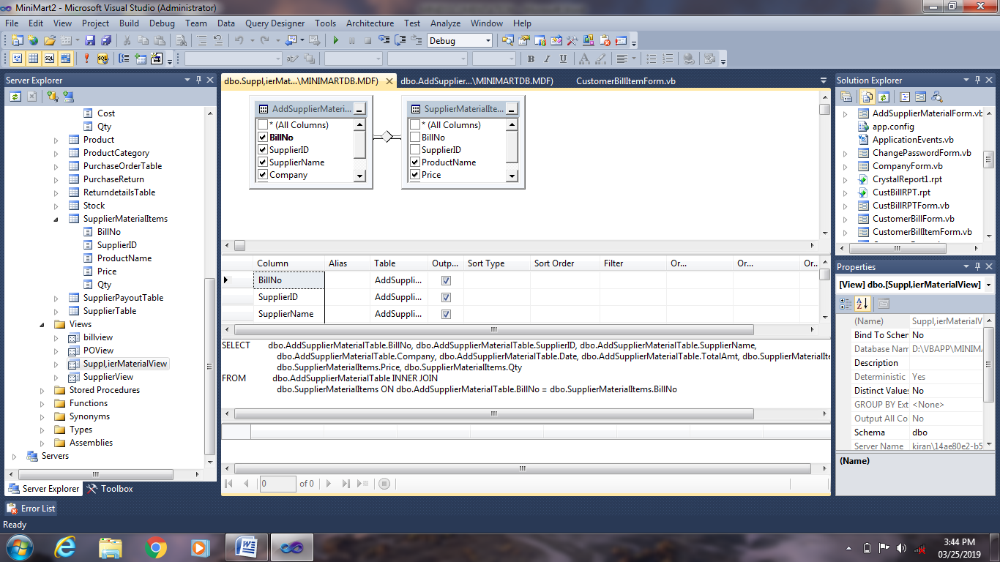 MiniMart2 - Microsoft Visual Studio (Administrator)
File Edit View Project Build Debug Team Data Query Designer Tools Architecture Test Analyze Window Help
Debug
SQL SQL
B I U A
Server Explorer
Cost
Qty
Product
ProductCategory
PurchaseOrderTable
PurchaseReturn
ReturndetailsTable
Stock
SupplierMaterialItems
BillNo
SupplierID
ProductName
Price
Qty
SupplierPayoutTable
SupplierTable
Views
billview
POView
Suppl,ierMaterialView
SupplierView
Stored Procedures
Functions
Synonyms
Types
Assemblies
Servers
Server Explorer Toolbox
dbo.Suppl,ierMat...\MINIMARTDB.MDF) dbo.AddSupplier...\MINIMARTDB.MDF) CustomerBillItemForm.vb
AddSupplierMateri...
* (All Columns)
BillNo
SupplierID
SupplierName
Company
SupplierMaterialIte...
* (All Columns)
BillNo
SupplierID
ProductName
Price
Column Alias Table Outp... Sort Type Sort Order Filter Or... Or... Or..
BillNo AddSuppli...
SupplierID AddSuppli...
SupplierName AddSuppli...
SELECT dbo.AddSupplierMaterialTable.BillNo, dbo.AddSupplierMaterialTable.SupplierID, dbo.AddSupplierMaterialTable.SupplierName,
dbo.AddSupplierMaterialTable.Company, dbo.AddSupplierMaterialTable.Date, dbo.AddSupplierMaterialTable.TotalAmt, dbo.SupplierMaterialIte
dbo.SupplierMaterialItems.Price, dbo.SupplierMaterialItems.Qty
FROM dbo.AddSupplierMaterialTable INNER JOIN
dbo.SupplierMaterialItems ON dbo.AddSupplierMaterialTable.BillNo = dbo.SupplierMaterialItems.BillNo
0 of 0
Solution Explorer
AddSupplierMaterialForm.vb
app.config
ApplicationEvents.vb
ChangePasswordForm.vb
CompanyForm.vb
CrystalReport1.rpt
CustBillRPT.rpt
CustBillRPTForm.vb
CustomerBillForm.vb
CustomerBillItemForm.vb
Properties
[View] dbo.[Suppl,ierMaterialView]
(Name) Suppl,ierMaterialV
Bind To Schem No
Database Nam D:\VBAPP\MINIMA
Description
Deterministic Yes
Distinct Values No
GROUP BY Ext <None>
Output All Co No
Schema dbo
Server Name kiran\14ae80e2-b5
(Name)
Error List
Ready
3:44 PM
03/25/2019